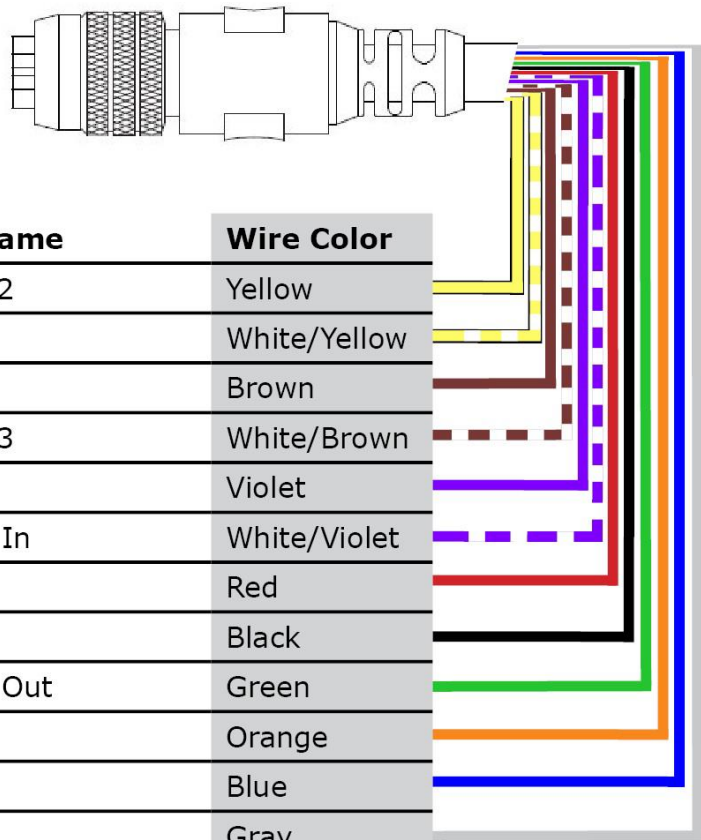 ame Wire Color
2 Yellow
White/Yellow
Brown
3 White/Brown
Violet
In White/Violet
Red
Black
Out Green
Orange
Blue
Gray